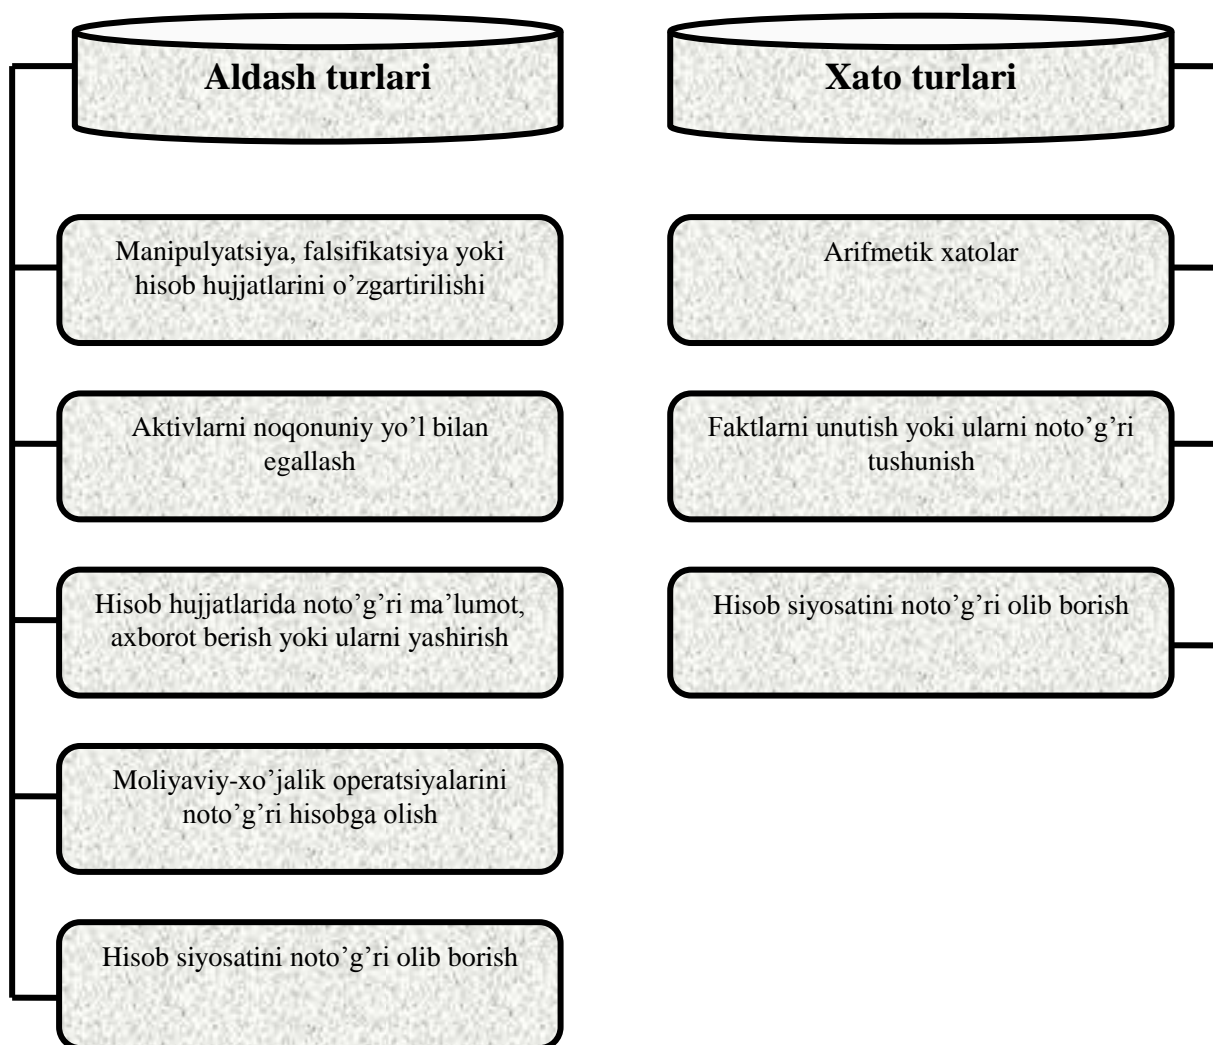 Aldash turlari
Manipulyatsiya, falsifikatsiya yoki
hisob hujjatlarini o’zgartirilishi
Aktivlarni noqonuniy yo’l bilan
egallash
Hisob hujjatlarida noto’g’ri ma’lumot,
axborot berish yoki ularni yashirish
Moliyaviy-xo’jalik operatsiyalarini
noto’g’ri hisobga olish
Hisob siyosatini noto’g’ri olib borish
Xato turlari
Arifmetik xatolar
Faktlarni unutish yoki ularni noto’g’ri
tushunish
Hisob siyosatini noto’g’ri olib borish